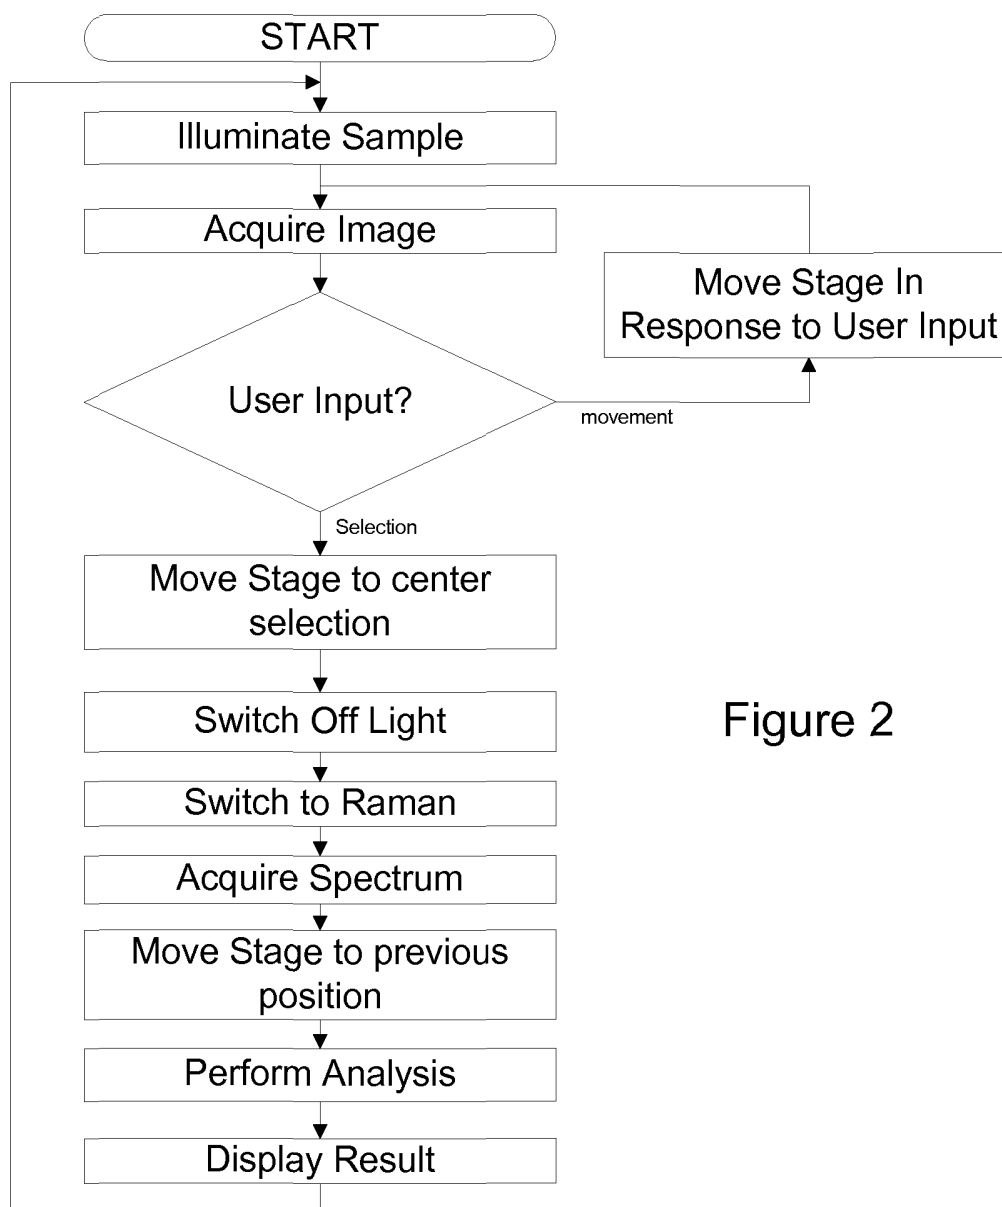 START
Illuminate Sample
Acquire Image
Move Stage In
Response to User Input
User Input?
movement
Selection
Move Stage to center
selection
Switch Off Light
Figure 2
Switch to Raman
Acquire Spectrum
Move Stage to previous
position
Perform Analysis
Display Result